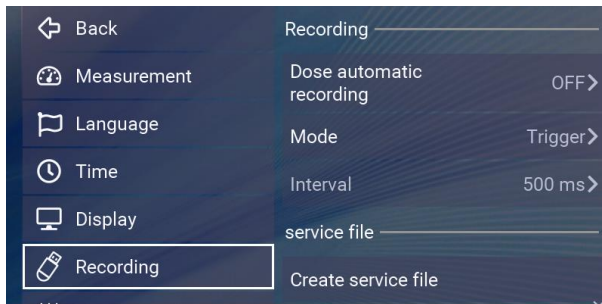 Back
Measurement
Language
Time
Display
Recording
Recording
Dose automatic
recording
OFF
Mode
Trigger
Interval
500 ms
service file
Create service file